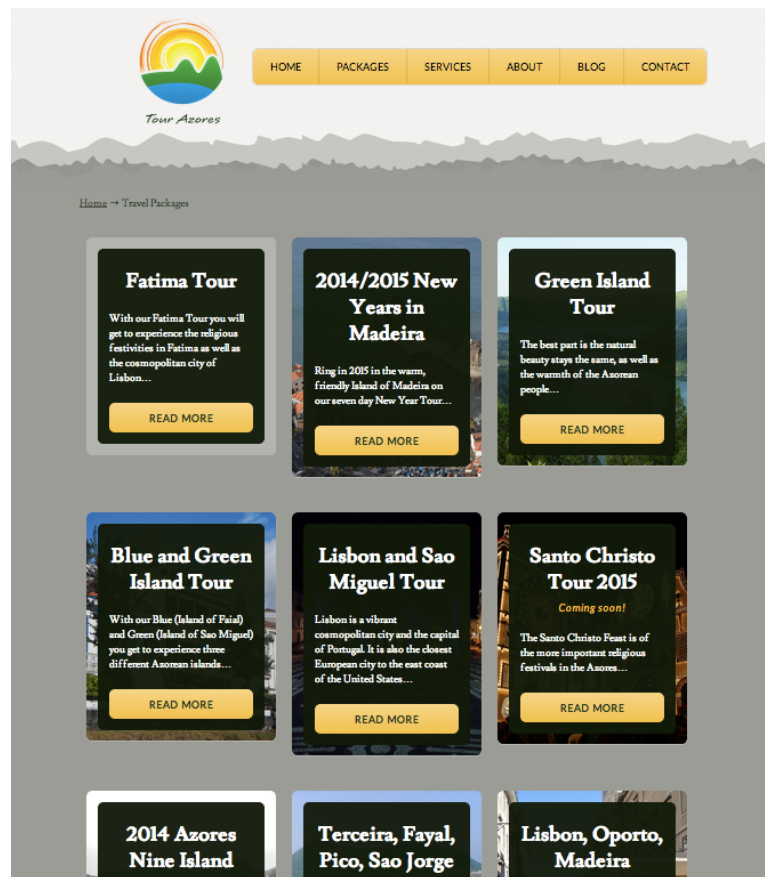 Tour Azores
HOME PACKAGES SERVICES ABOUT BLOG CONTACT
Home → Travel Packages
Fatima Tour
With our Fatima Tour you will
get to experience the religious
festivities in Fatima as well as
the cosmopolitan city of
Lisbon…
READ MORE
2014/2015 New
Years in
Madeira
Ring in 2015 in the warm,
friendly Island of Madeira on
our seven day New Year Tour…
READ MORE
Green Island
Tour
The best part is the natural
beauty stays the same, as well as
the warmth of the Azorean
people…
READ MORE
Blue and Green
Island Tour
With our Blue (Island of Faial)
and Green (Island of Sao Miguel)
you get to experience three
different Azorean islands…
READ MORE
Lisbon and Sao
Miguel Tour
Lisbon is a vibrant
cosmopolitan city and the capital
of Portugal. It is also the closest
European city to the east coast
of the United States…
READ MORE
Santo Christo
Tour 2015
Coming soon!
The Santo Christo Feast is of
the more important religious
festivals in the Azores…
READ MORE
2014 Azores
Nine Island
Terceira, Fayal,
Pico, Sao Jorge
Lisbon, Oporto,
Madeira